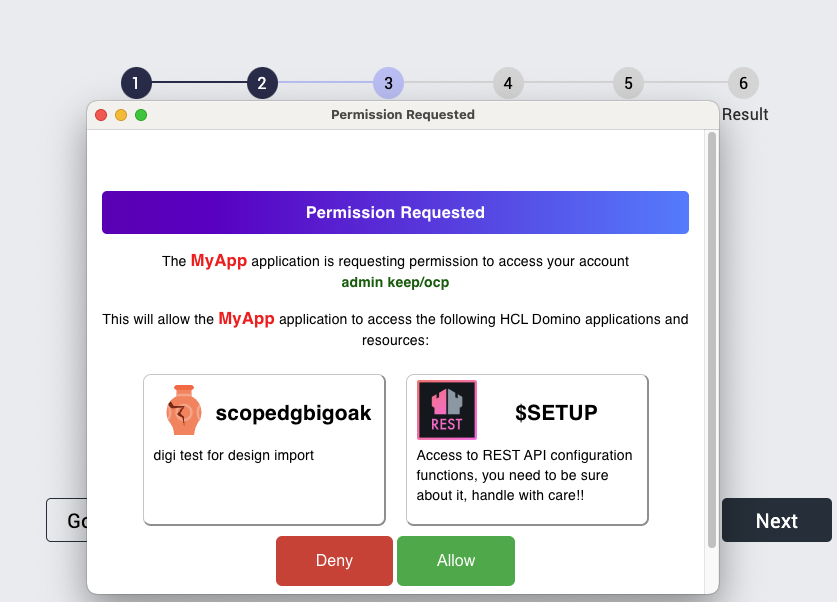 1 2 3 4 5 6
Permission Requested
Result
Permission Requested
The MyApp application is requesting permission to access your account
admin keep/ocp
This will allow the MyApp application to access the following HCL Domino applications and
resources:
scopedgbigoak
digi test for design import
REST
$SETUP
Access to REST API configuration
functions, you need to be sure
about it, handle with care!!
Go
Next
Deny
Allow